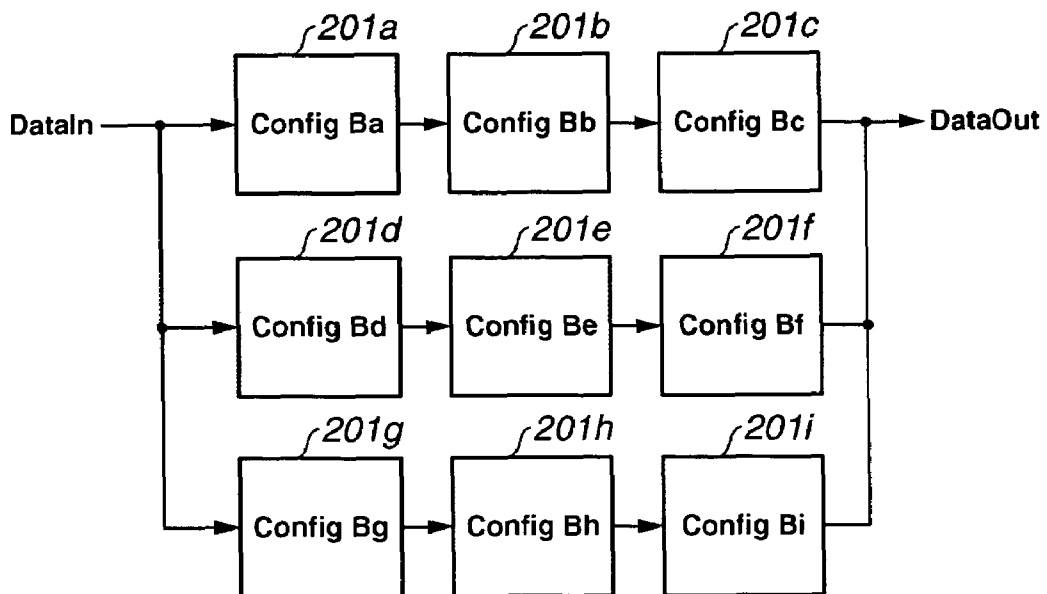 201a 201b 201c
DataIn Config Ba Config Bb Config Bc DataOut
201d 201e 201f
Config Bd Config Be Config Bf
201g 201h 201i
Config Bg Config Bh Config Bi